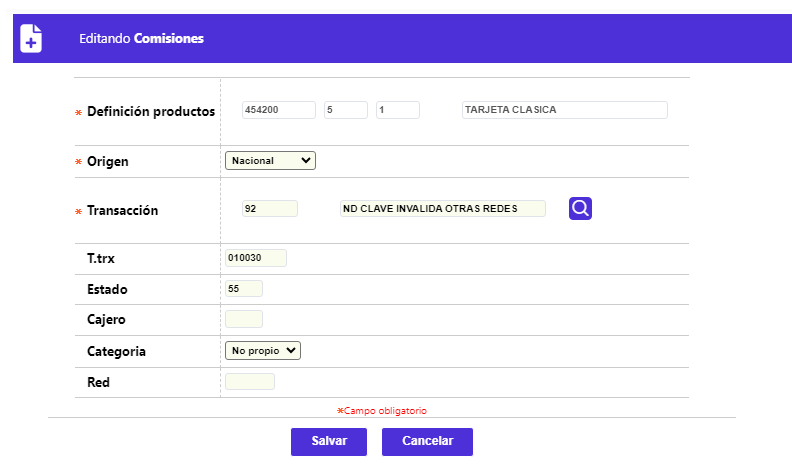 Editando Comisiones
* Definición productos 454200 5 1 TARJETA CLASICA
* Origen Nacional
* Transacción 92 ND CLAVE INVALIDA OTRAS REDES
T.trx 010030
Estado 55
Cajero
Categoria No propio
Red
*Campo obligatorio
Salvar Cancelar